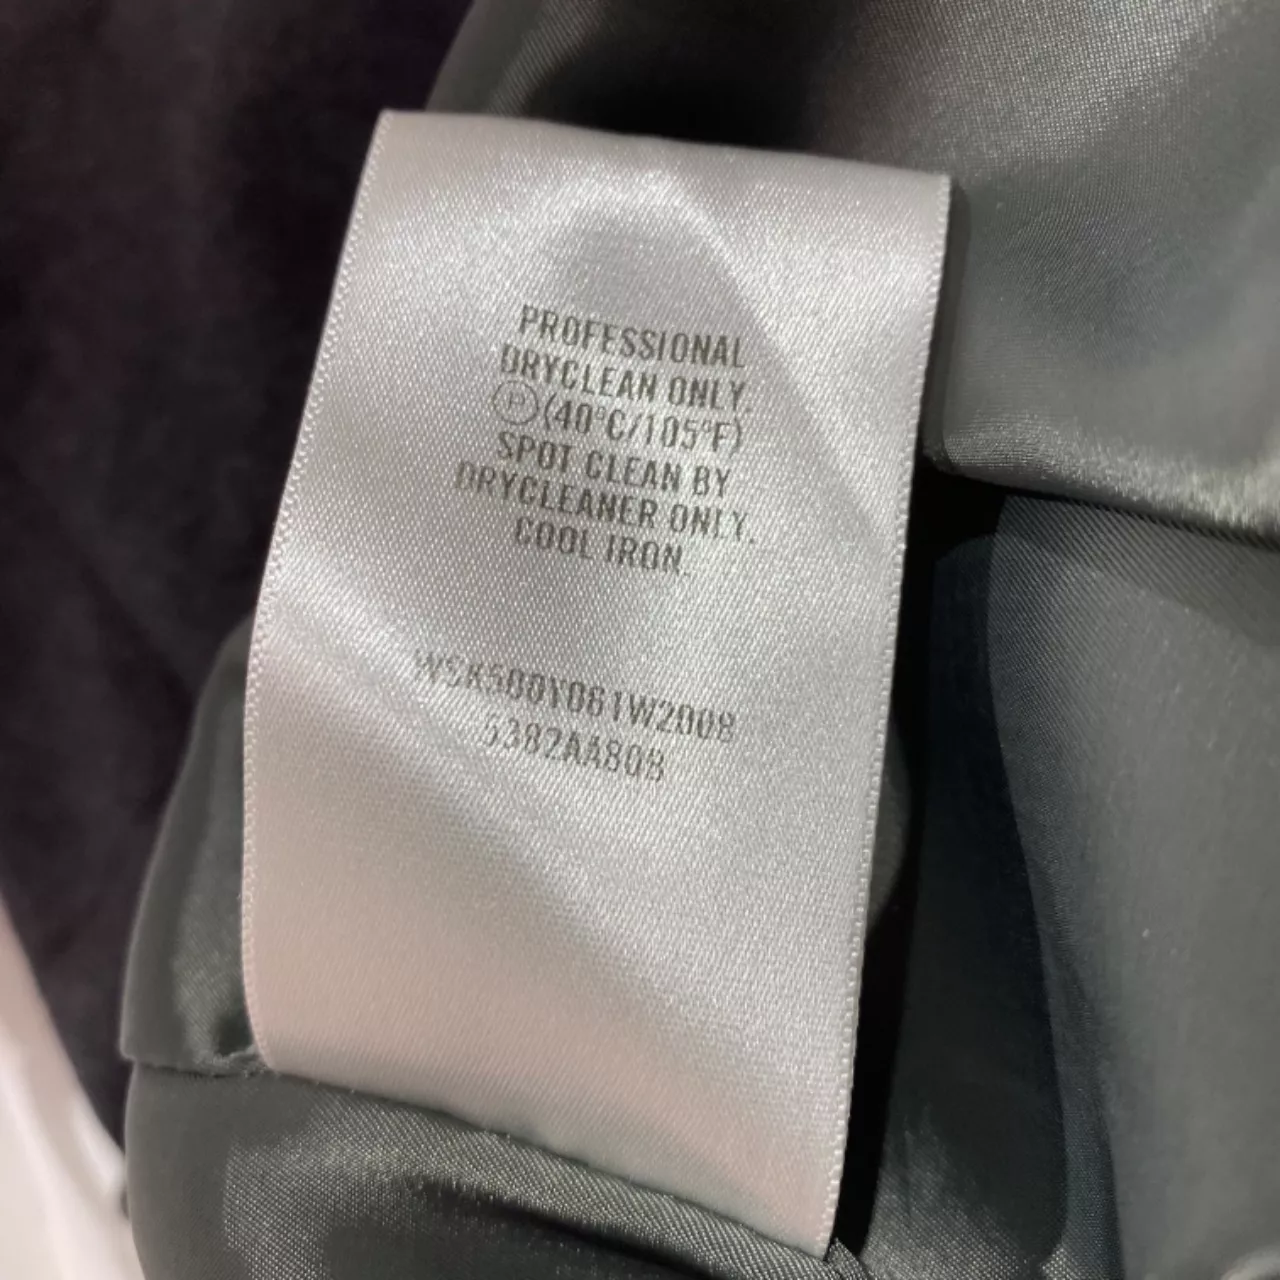 PROFESSIONAL
DRYCLEAN ONLY.
Ⓟ(40°C/105°F)
SPOT CLEAN BY
DRYCLEANER ONLY.
COOL IRON.
WSK500Y061W2008
5382AA808